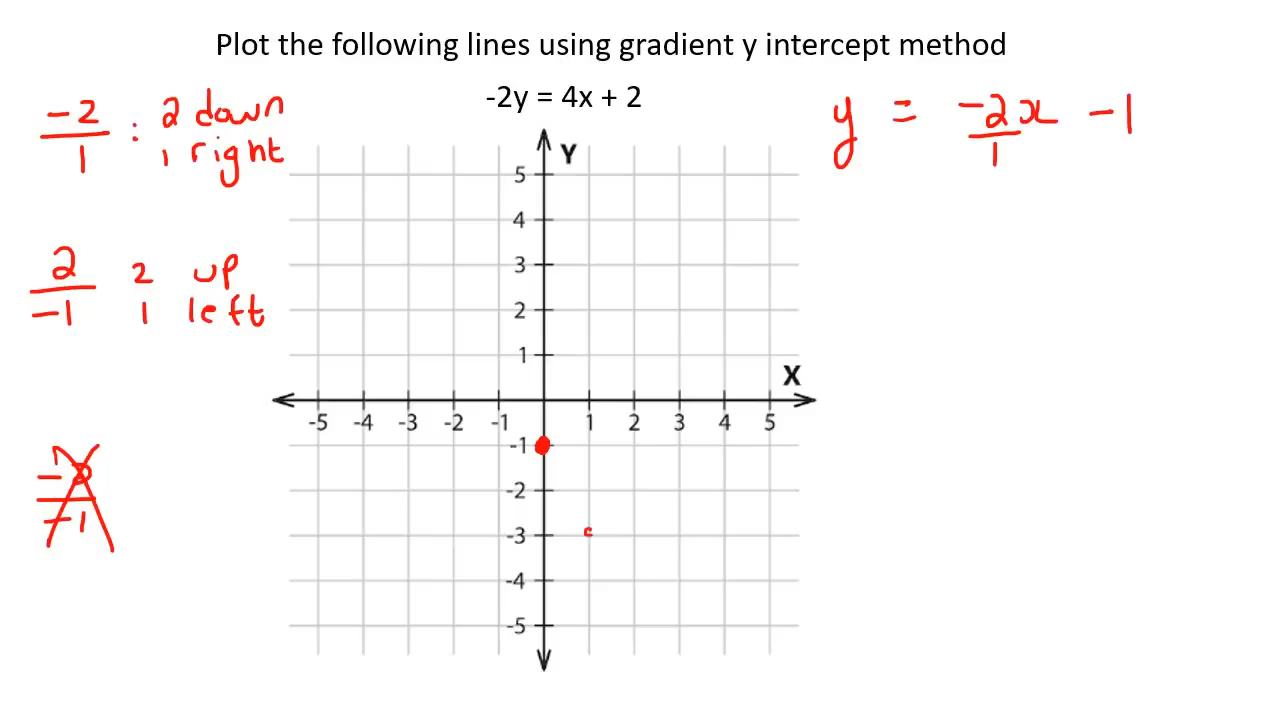 Plot the following lines using gradient y intercept method
-2y = 4x + 2
-2/1 : 2 down
1 right
y = -2x/1 -1
2/-1 2 up
1 left
-2/-1
Y
X
5
4
3
2
1
-5 -4 -3 -2 -1 1 2 3 4 5
-1
-2
-3
-4
-5